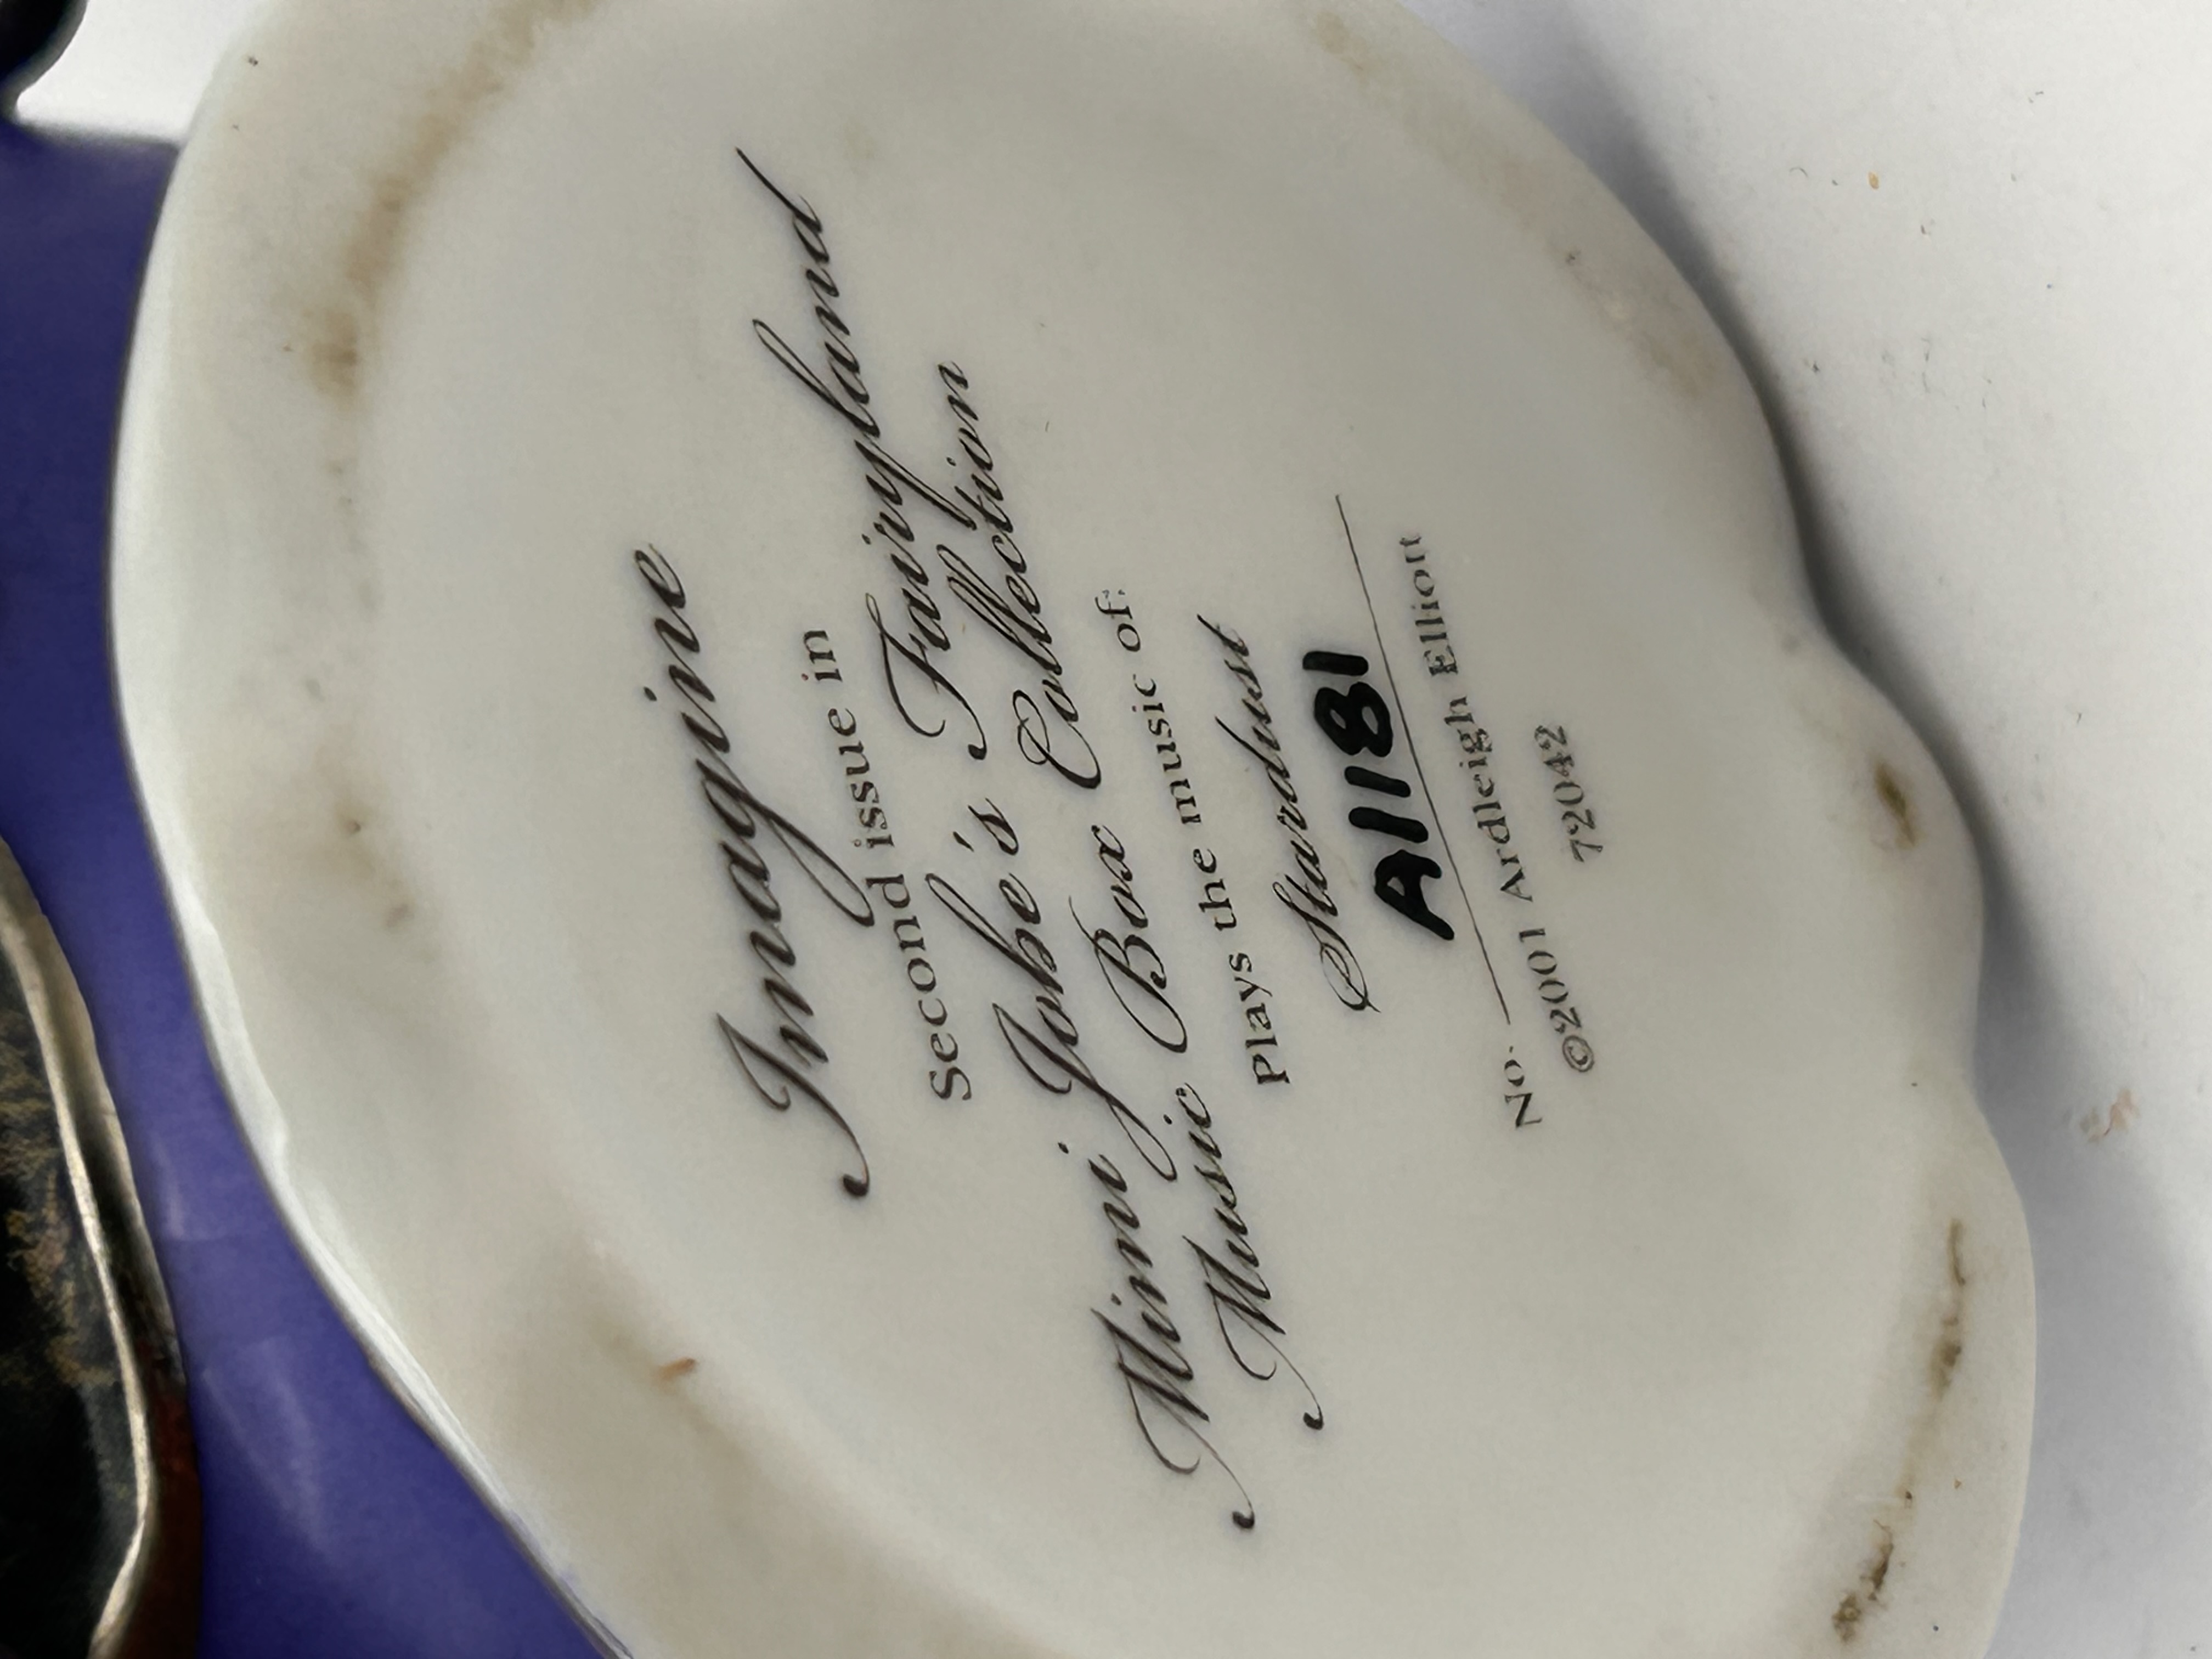 Imagine
Second issue in
Mimi Jobe's Fairyland
Music Box Collection
Plays the music of:
Stardust
No. A1181
©2001 Ardleigh Elliott
72042